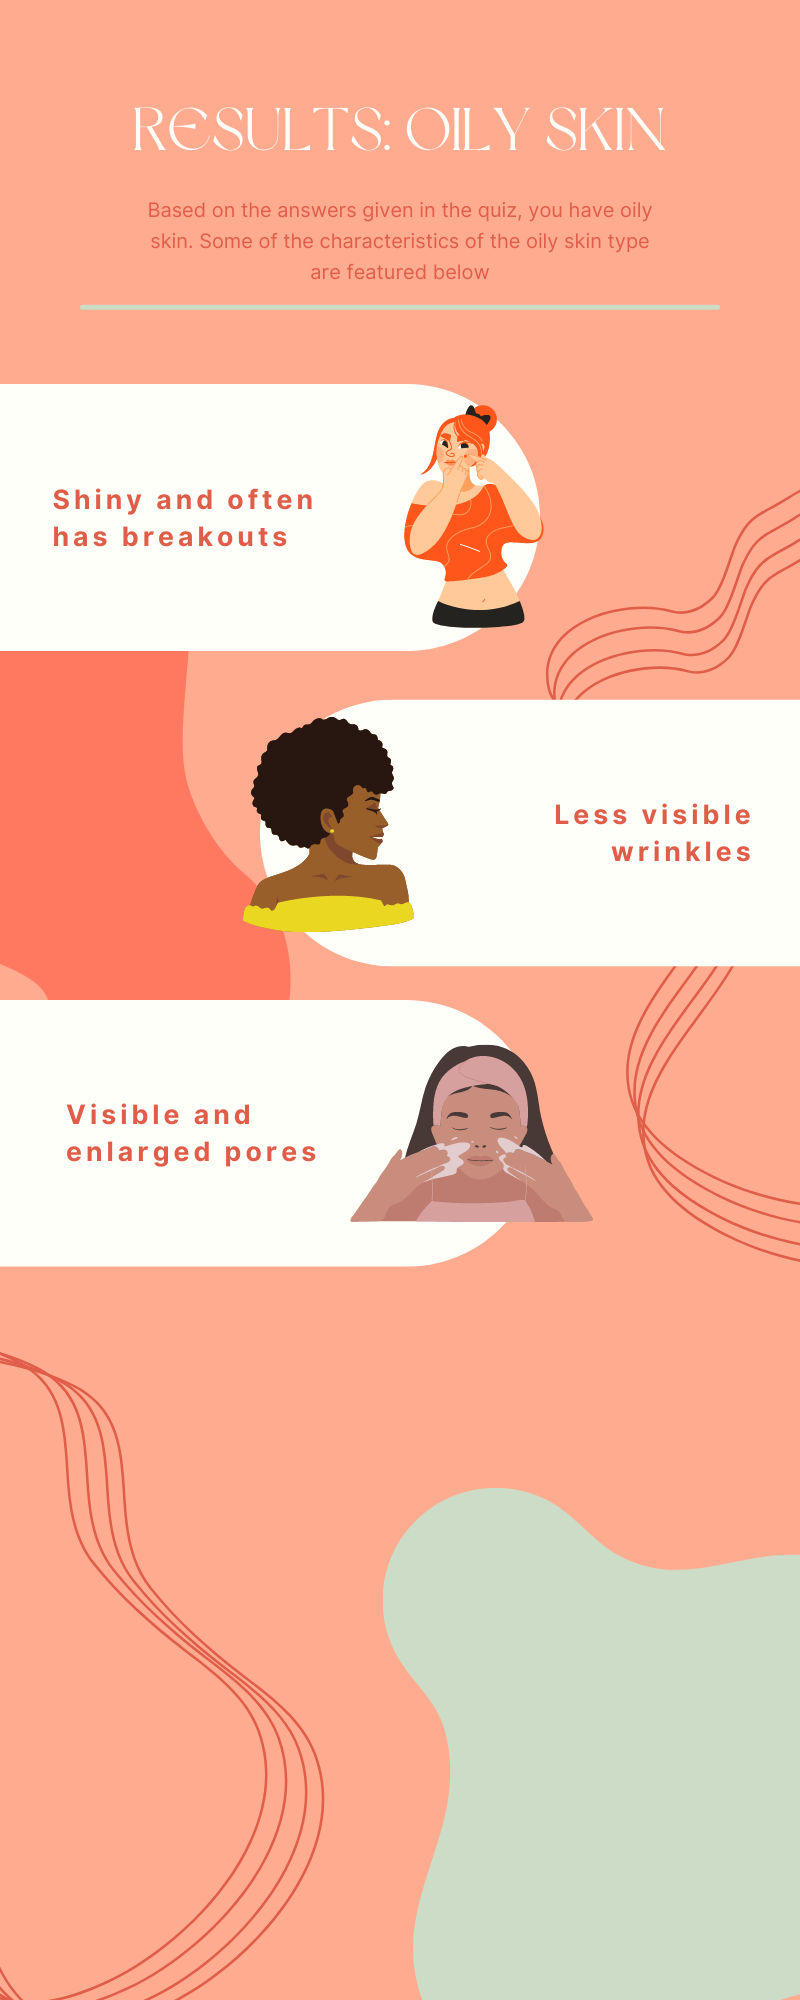 RESULTS: OILY SKIN
Based on the answers given in the quiz, you have oily
skin. Some of the characteristics of the oily skin type
are featured below
Shiny and often
has breakouts
Less visible
wrinkles
Visible and
enlarged pores